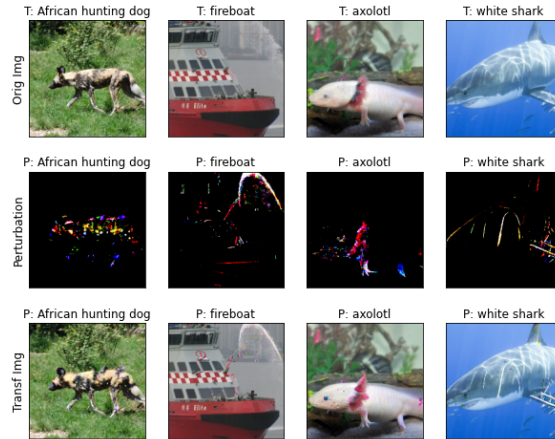 T: African hunting dog
T: fireboat
T: axolotl
T: white shark
Orig Img
P: African hunting dog
P: fireboat
P: axolotl
P: white shark
Perturbation
P: African hunting dog
P: fireboat
P: axolotl
P: white shark
Transf Img